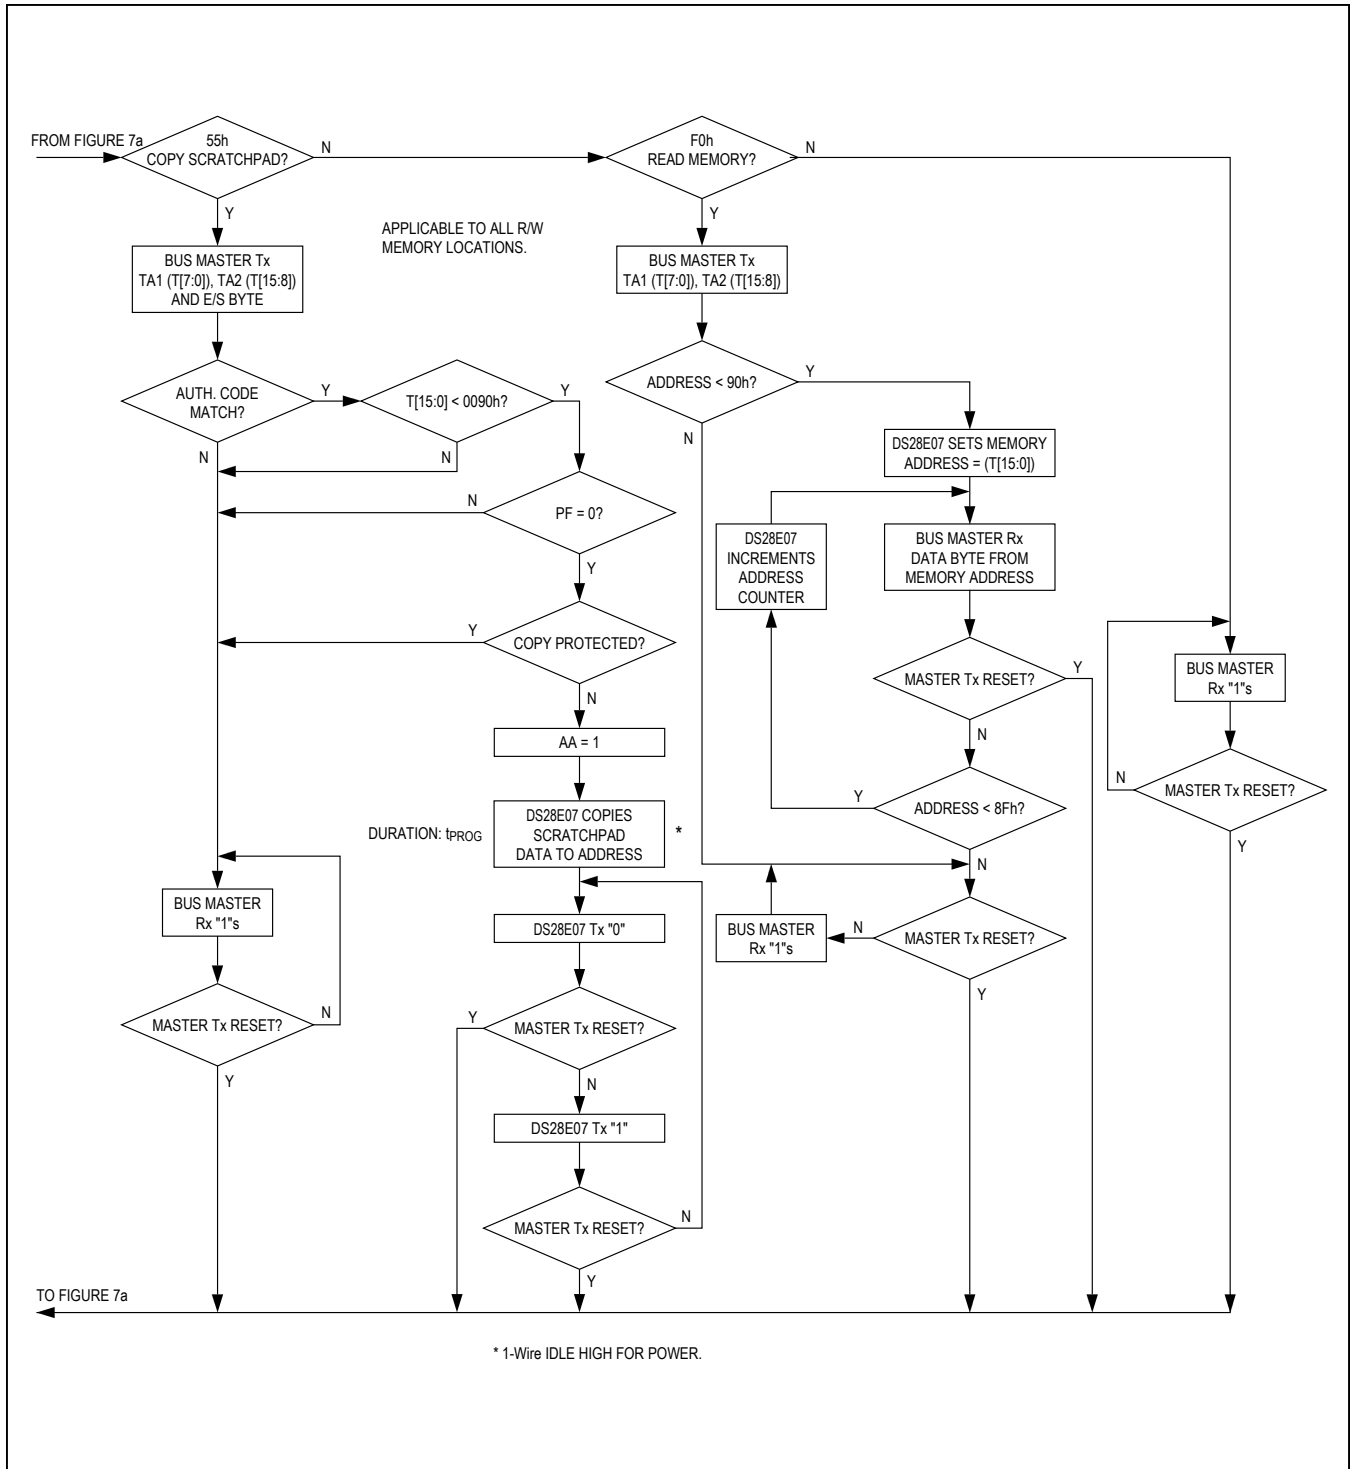 FROM FIGURE 7a
55h
COPY SCRATCHPAD?
N
Y
F0h
READ MEMORY?
N
Y
APPLICABLE TO ALL R/W
MEMORY LOCATIONS.
BUS MASTER Tx
TA1 (T[7:0]), TA2 (T[15:8])
AND E/S BYTE
AUTH. CODE
MATCH?
Y
N
T[15:0] < 0090h?
Y
N
PF = 0?
N
Y
COPY PROTECTED?
Y
N
AA = 1
DURATION: tPROG
DS28E07 COPIES
SCRATCHPAD
DATA TO ADDRESS
*
BUS MASTER
Rx "1"s
MASTER Tx RESET?
N
Y
DS28E07 Tx "0"
MASTER Tx RESET?
Y
N
DS28E07 Tx "1"
MASTER Tx RESET?
N
Y
BUS MASTER Tx
TA1 (T[7:0]), TA2 (T[15:8])
ADDRESS < 90h?
Y
N
DS28E07 SETS MEMORY
ADDRESS = (T[15:0])
DS28E07
INCREMENTS
ADDRESS
COUNTER
BUS MASTER Rx
DATA BYTE FROM
MEMORY ADDRESS
MASTER Tx RESET?
Y
N
ADDRESS < 8Fh?
Y
N
BUS MASTER
Rx "1"s
N
MASTER Tx RESET?
Y
BUS MASTER
Rx "1"s
MASTER Tx RESET?
N
Y
TO FIGURE 7a
* 1-Wire IDLE HIGH FOR POWER.